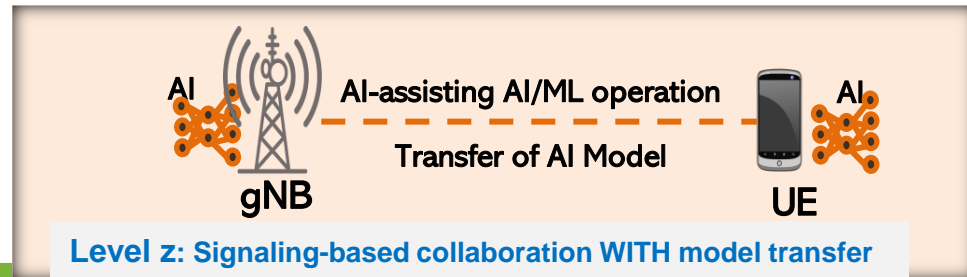 AI
AI-assisting AI/ML operation
AI
Transfer of AI Model
gNB
UE
Level z: Signaling-based collaboration WITH model transfer